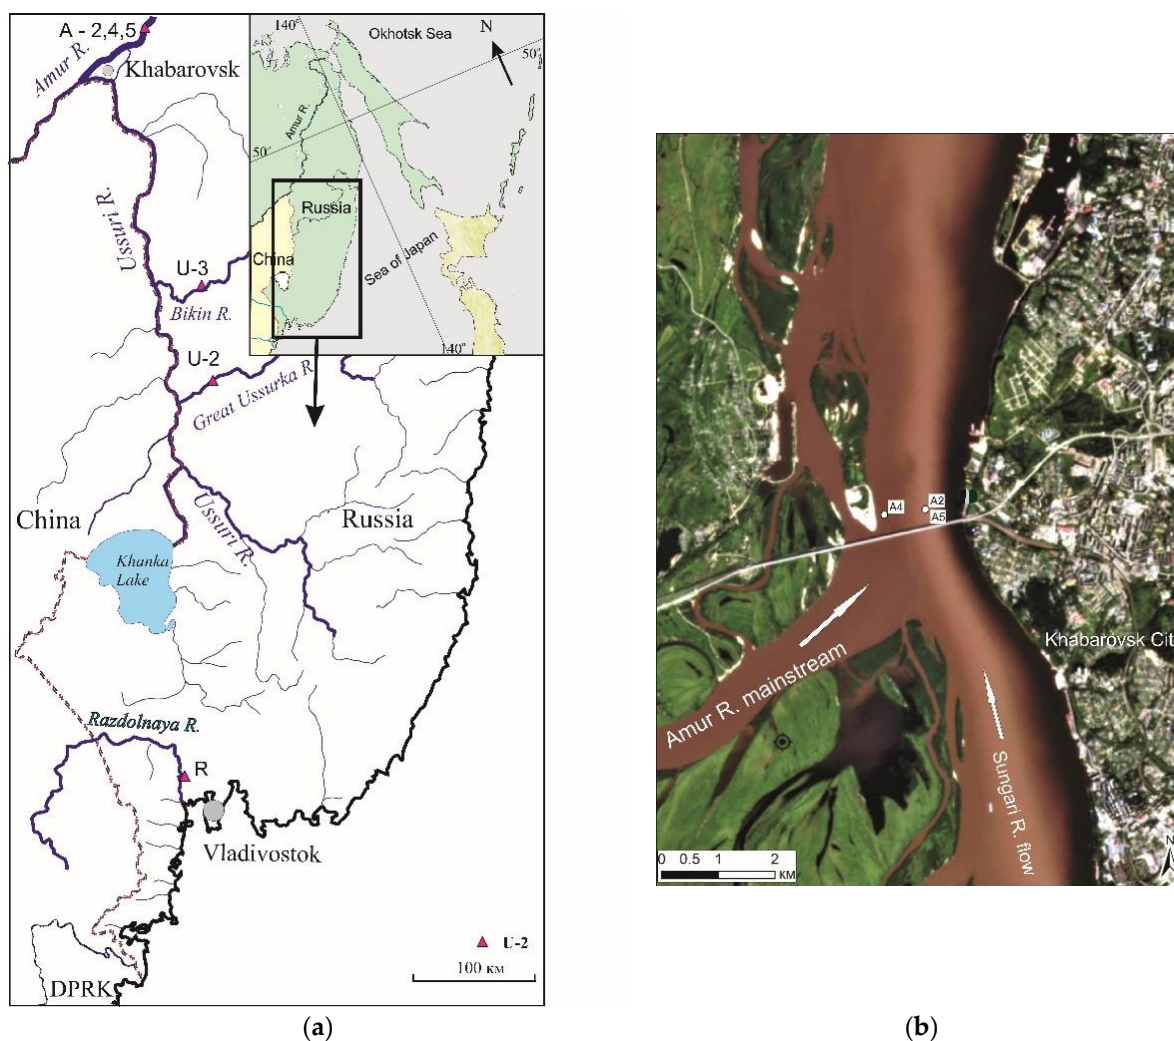 A - 2,4,5
Amur R.
Khabarovsk
Ussuri R.
U-3
Bikin R.
U-2
Great Ussurka R
China
Khanka
Lake
Ussuri R.
Russia
Razdolnaya R.
R
Vladivostok
DPRK
U-2
100 км
140°
Okhotsk Sea
N
50°
Amur R.
50°
Russia
China
Sea of Japan
140°
(a)
A4
A2
A5
Khabarovsk Cit
Amur R. mainstream
Sungari R. flow
0 0.5 1 2
КМ
N
(b)